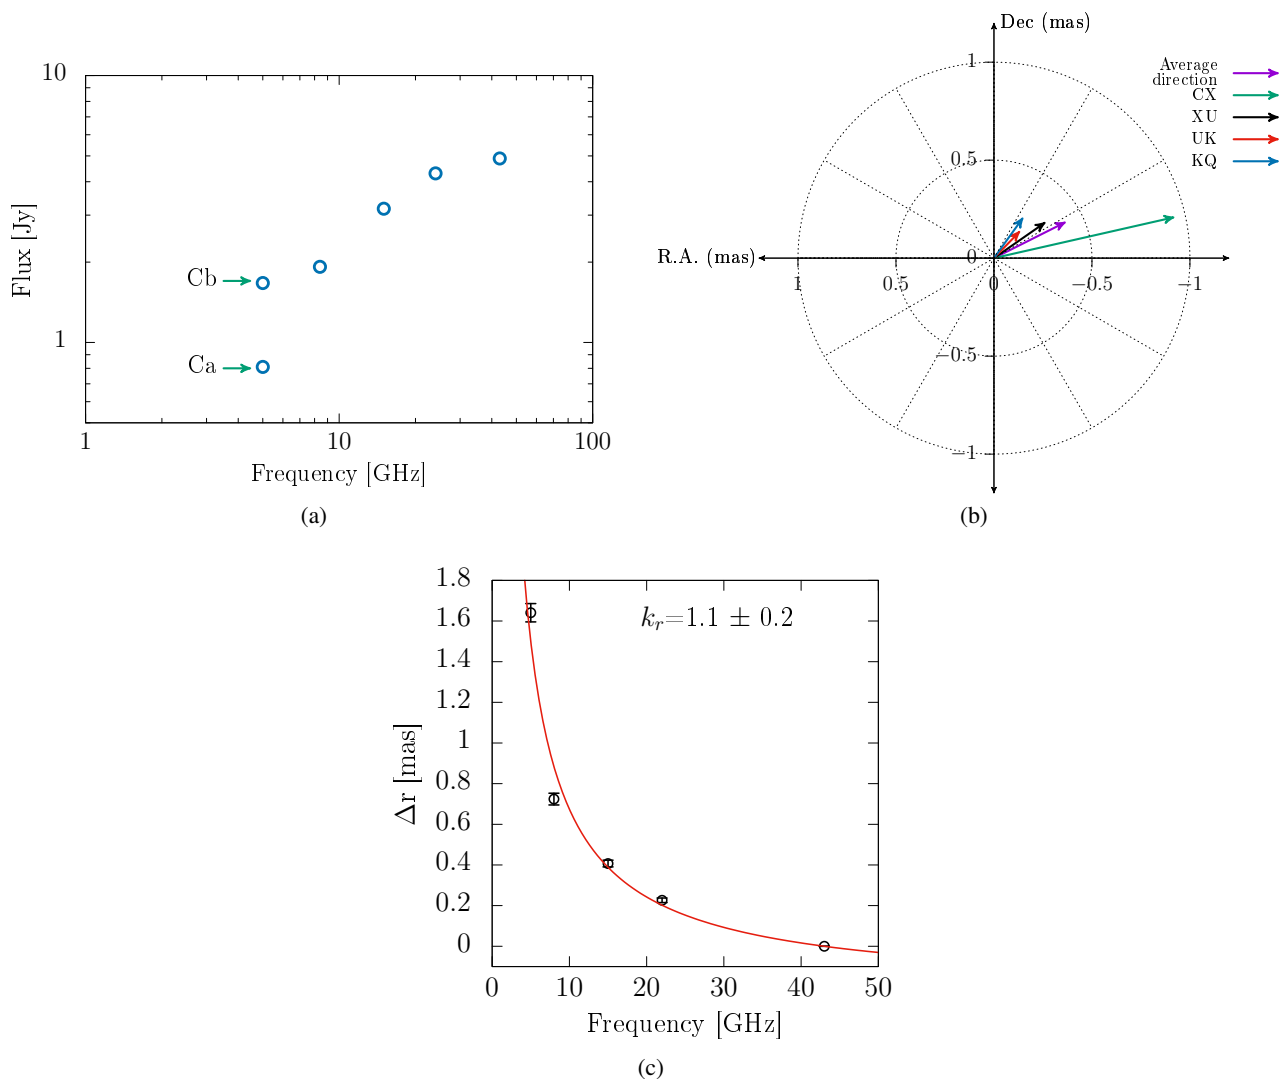 10
1
Flux [Jy]
Cb
Ca
1 10 100
Frequency [GHz]
(a)
Dec (mas)
Average
direction
CX
XU
UK
KQ
1
0.5
0
−0.5
−1
R.A. (mas)
1 0.5 0 −0.5 −1
(b)
1.8
1.6
1.4
1.2
1
0.8
0.6
0.4
0.2
0
Δr [mas]
kᵣ=1.1 ± 0.2
0 10 20 30 40 50
Frequency [GHz]
(c)